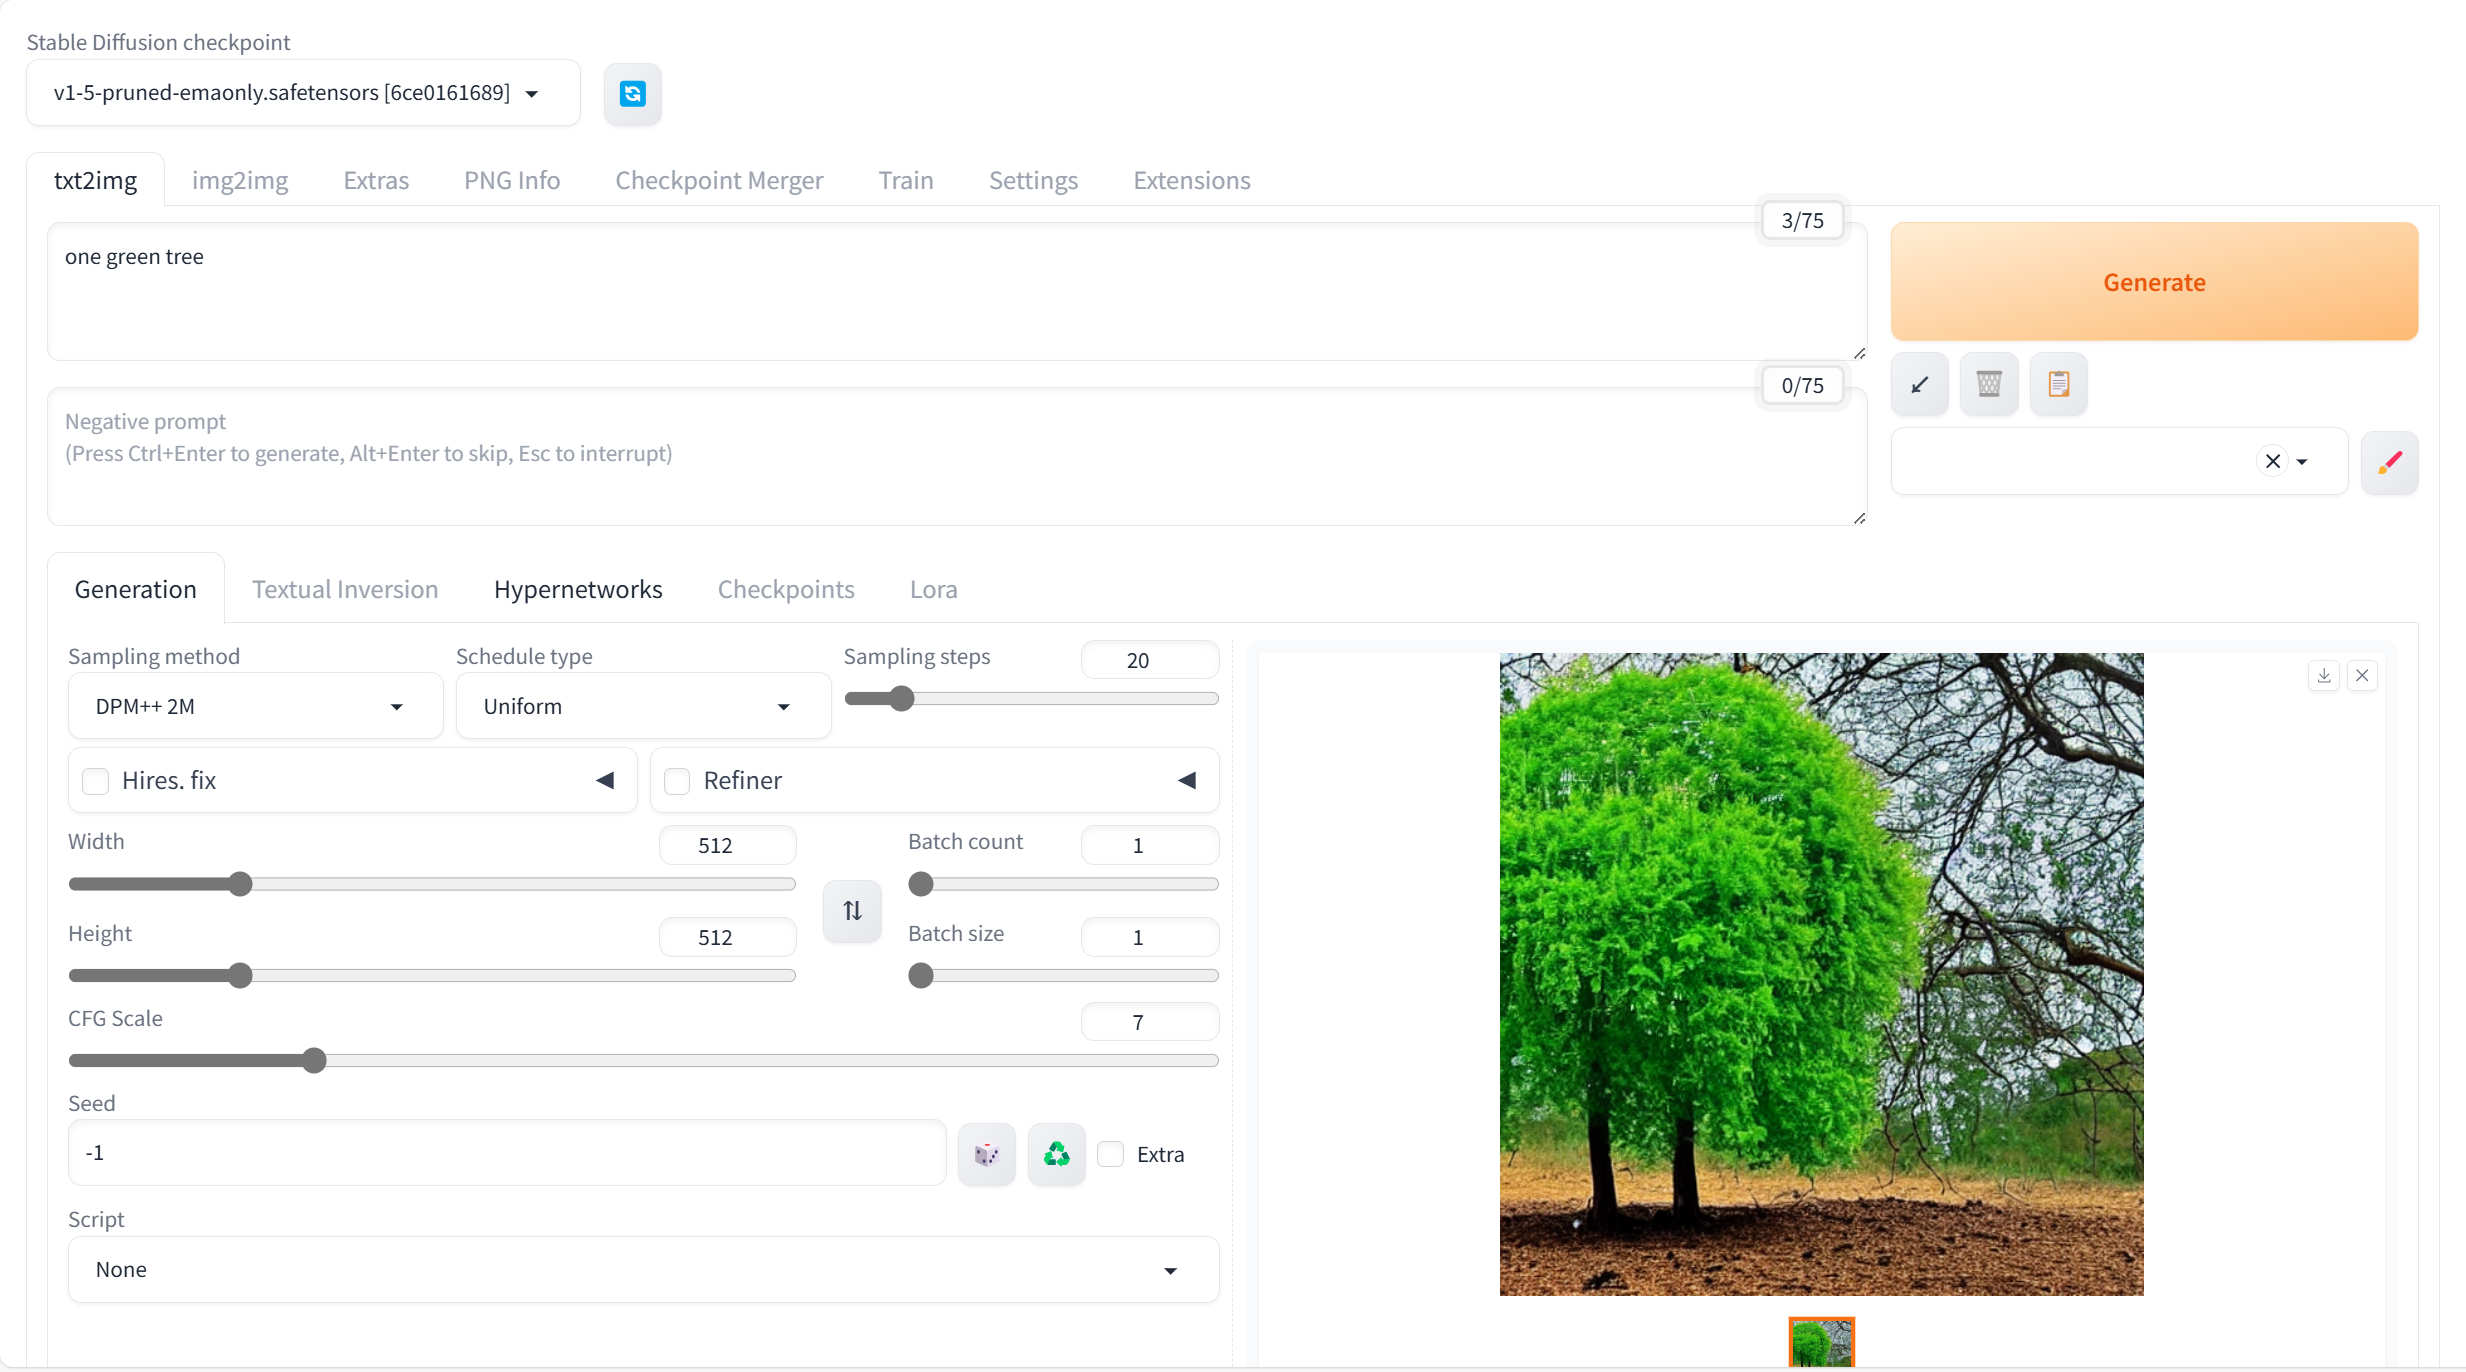 Stable Diffusion checkpoint
v1-5-pruned-emaonly.safetensors [6ce0161689]
txt2img img2img Extras PNG Info Checkpoint Merger Train Settings Extensions
3/75
one green tree
Generate
0/75
Negative prompt
(Press Ctrl+Enter to generate, Alt+Enter to skip, Esc to interrupt)
Generation Textual Inversion Hypernetworks Checkpoints Lora
Sampling method Schedule type Sampling steps 20
DPM++ 2M Uniform
Hires. fix Refiner
Width 512 Batch count 1
Height 512 Batch size 1
CFG Scale 7
Seed
-1 Extra
Script
None